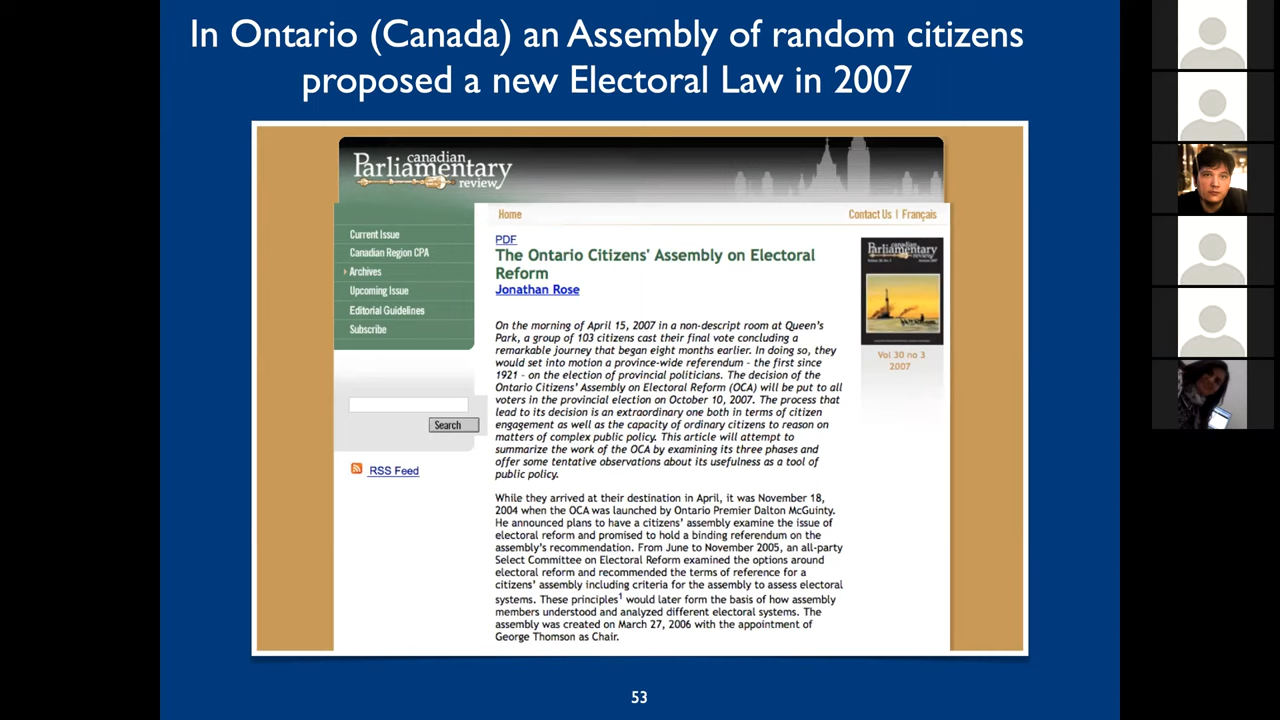 In Ontario (Canada) an Assembly of random citizens
proposed a new Electoral Law in 2007
canadian
Parliamentary
review
Home
Contact Us | Français
Current Issue
Canadian Region CPA
Archives
Upcoming Issue
Editorial Guidelines
Subscribe
Search
RSS Feed
PDF
The Ontario Citizens' Assembly on Electoral
Reform
Jonathan Rose
On the morning of April 15, 2007 in a non-descript room at Queen's
Park, a group of 103 citizens cast their final vote concluding a
remarkable journey that began eight months earlier. In doing so, they
would set into motion a province-wide referendum – the first since
1921 – on the election of provincial politicians. The decision of the
Ontario Citizens' Assembly on Electoral Reform (OCA) will be put to all
voters in the provincial election on October 10, 2007. The process that
lead to its decision is an extraordinary one both in terms of citizen
engagement as well as the capacity of ordinary citizens to reason on
matters of complex public policy. This article will attempt to
summarize the work of the OCA by examining its three phases and
offer some tentative observations about its usefulness as a tool of
public policy.
While they arrived at their destination in April, it was November 18,
2004 when the OCA was launched by Ontario Premier Dalton McGuinty.
He announced plans to have a citizens' assembly examine the issue of
electoral reform and promised to hold a binding referendum on the
assembly's recommendation. From June to November 2005, an all-party
Select Committee on Electoral Reform examined the options around
electoral reform and recommended the terms of reference for a
citizens' assembly including criteria for the assembly to assess electoral
systems. These principles1 would later form the basis of how assembly
members understood and analyzed different electoral systems. The
assembly was created on March 27, 2006 with the appointment of
George Thomson as Chair.
canadian
Parliamentary
review
Vol 30 no 3
2007
53